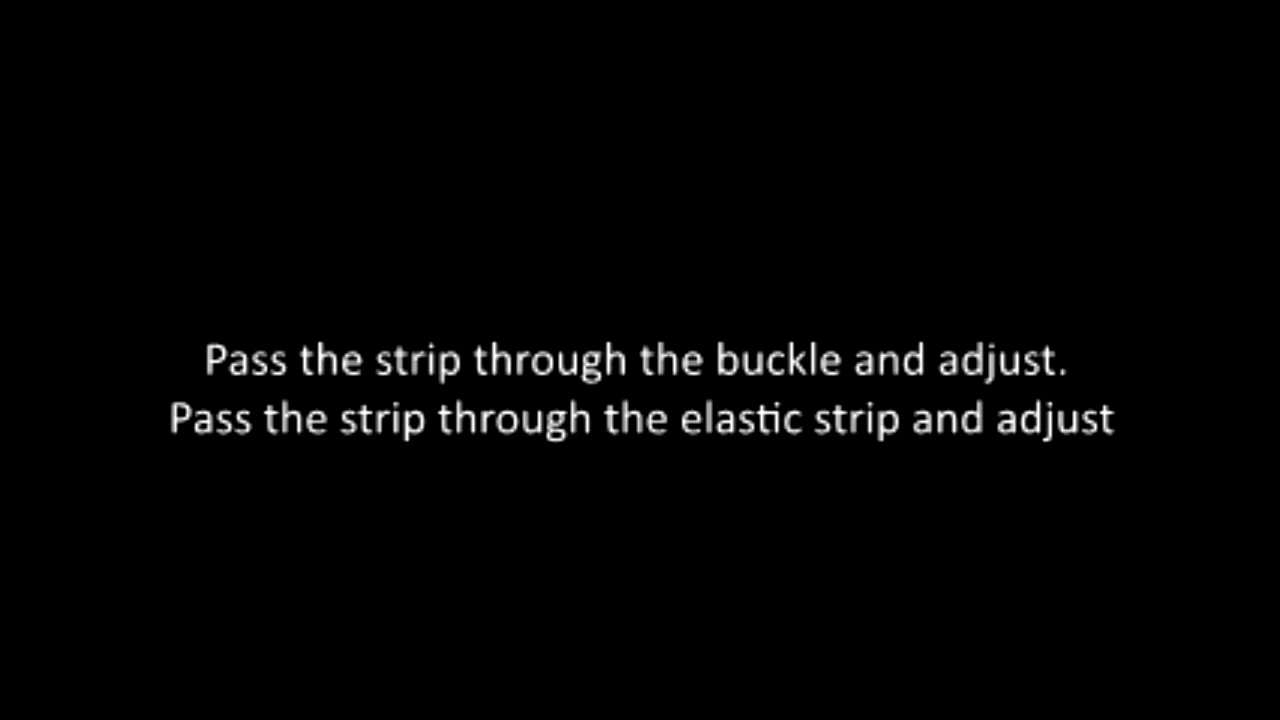 Pass the strip through the buckle and adjust.
Pass the strip through the elastic strip and adjust